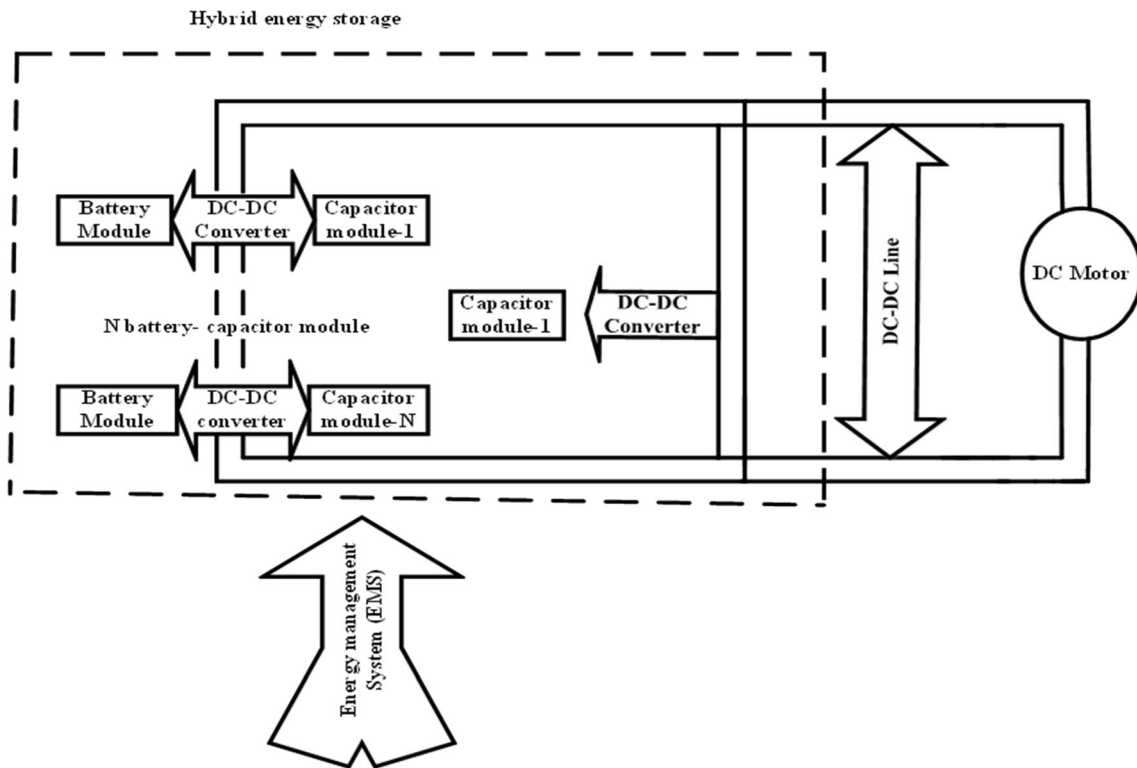 Hybrid energy storage
Battery
Module
DC-DC
Converter
Capacitor
module-1
N battery- capacitor module
Battery
Module
DC-DC
converter
Capacitor
module-N
Capacitor
module-1
DC-DC
Converter
DC-DC Line
DC Motor
Energy management
System (EMS)